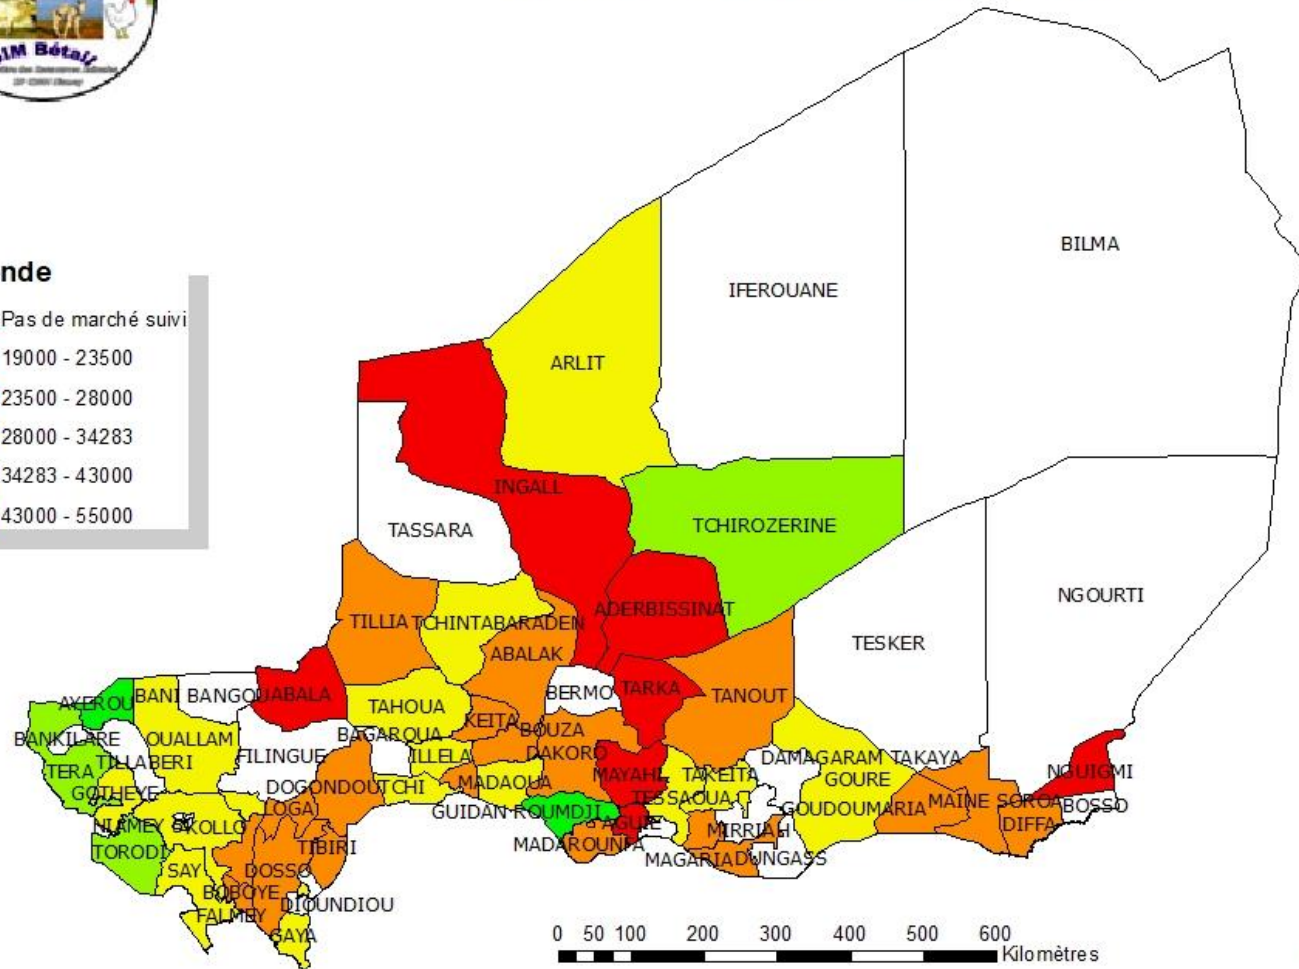 IM Bétail
nde
Pas de marché suivi
19000 - 23500
23500 - 28000
28000 - 34283
34283 - 43000
43000 - 55000
BILMA
IFEROUANE
ARLIT
INGALL
TCHIROZERINE
TASSARA
NGOURTI
ADERBISSINAT
TESKER
TILLIA
TCHINTABARADEN
ABALAK
BERMO
TARKA
TANOUT
AYEROU
BANI
BANGOU
ABALA
TAHOUA
KEITA
BOUZA
BAGAROUA
BANKILARE
OUALLAM
TILLABERI
FILINGUE
ILLELA
DAKORO
DAMAGARAM TAKAYA
TERA
GOTHEYE
DOGONDOUTCHI
MADAOUA
MAYAHI
TAKEITA
GOURE
NGUIGMI
LOGA
GUIDAN ROUMDJI
TESSAOUA
GOUDOUMARIA
MAINE SOROA
BOSSO
NIAMEY
KOLLO
AGUIE
MIRRIAH
DIFFA
TORODI
TIBIRI
MADAROUNFA
MAGARIA
DUNGASS
SAY
DOSSO
BOBOYE
FALMEY
DIOUNDIOU
GAYA
0 50 100 200 300 400 500 600
Kilomètres